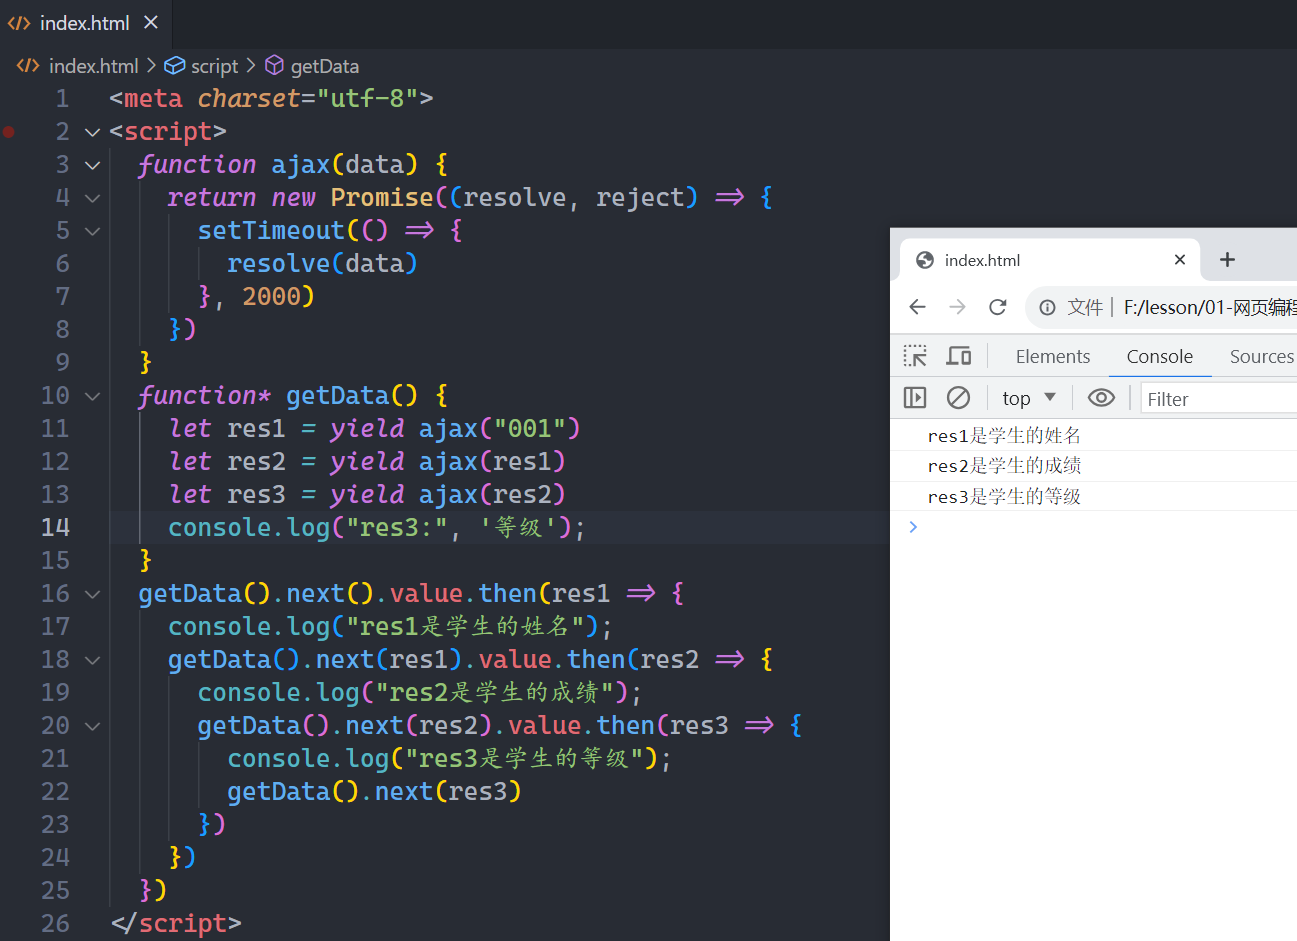 index.html
index.html > script > getData
1 <meta charset="utf-8">
2 <script>
3 function ajax(data) {
4 return new Promise((resolve, reject) => {
5 setTimeout(() => {
6 resolve(data)
7 }, 2000)
8 })
9 }
10 function* getData() {
11 let res1 = yield ajax("001")
12 let res2 = yield ajax(res1)
13 let res3 = yield ajax(res2)
14 console.log("res3:", '等级');
15 }
16 getData().next().value.then(res1 => {
17 console.log("res1是学生的姓名");
18 getData().next(res1).value.then(res2 => {
19 console.log("res2是学生的成绩");
20 getData().next(res2).value.then(res3 => {
21 console.log("res3是学生的等级");
22 getData().next(res3)
23 })
24 })
25 })
26 </script>
index.html
文件 | F:/lesson/01-网页编程
Elements Console Sources
top Filter
res1是学生的姓名
res2是学生的成绩
res3是学生的等级
>